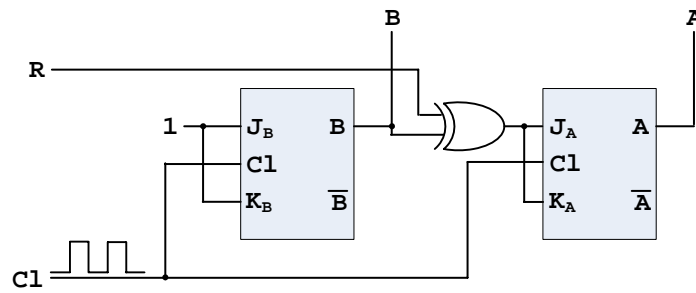 B A
R
1 J_B B
Cl
K_B B̅
J_A A
Cl
K_A A̅
Cl